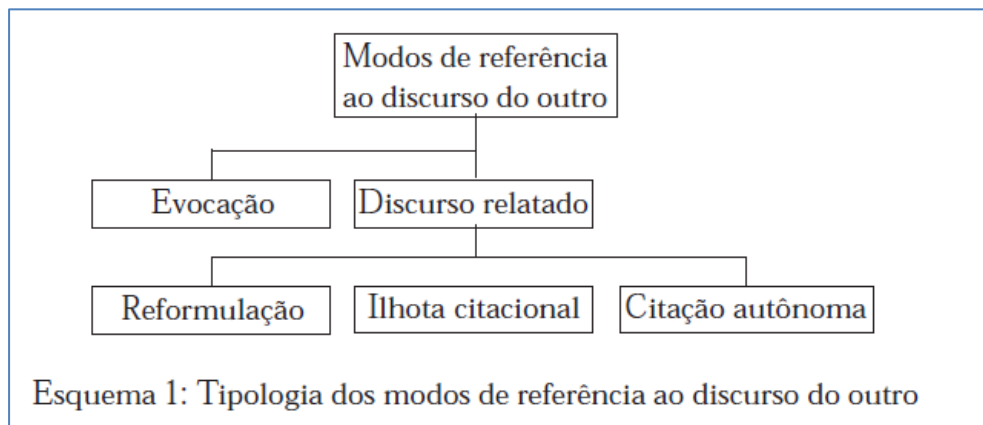 Modos de referência
ao discurso do outro
Evocação
Discurso relatado
Reformulação
Ilhota citacional
Citação autônoma
Esquema 1: Tipologia dos modos de referência ao discurso do outro